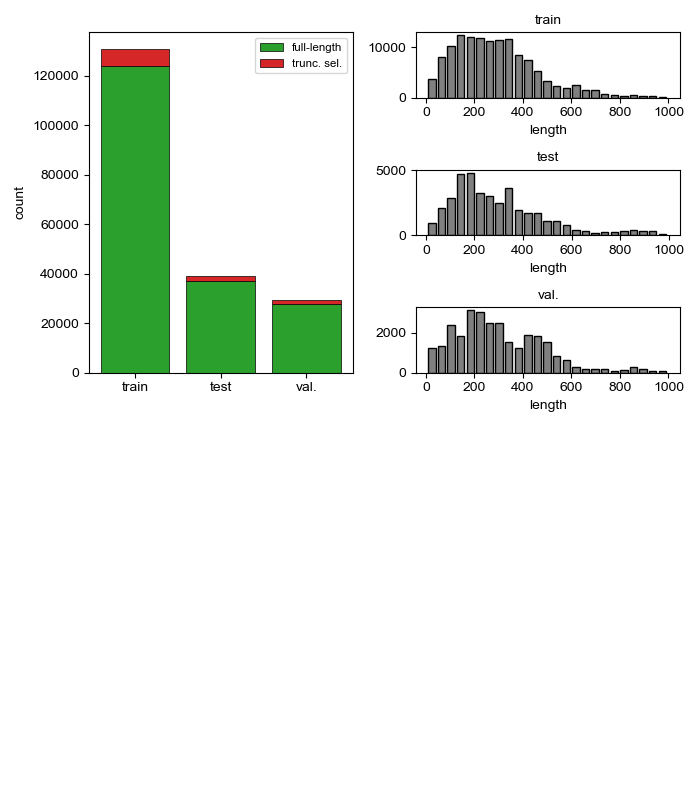 count
120000
100000
80000
60000
40000
20000
0
train test val.
full-length
trunc. sel.
train
10000
0
0 200 400 600 800 1000
length
test
5000
0
0 200 400 600 800 1000
length
val.
2000
0
0 200 400 600 800 1000
length